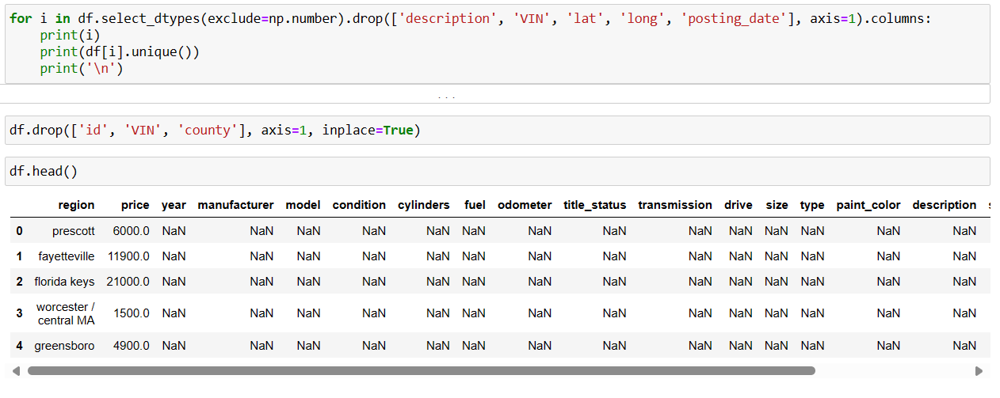 for i in df.select_dtypes(exclude=np.number).drop(['description', 'VIN', 'lat', 'long', 'posting_date'], axis=1).columns:
    print(i)
    print(df[i].unique())
    print('\n')
...
df.drop(['id', 'VIN', 'county'], axis=1, inplace=True)
df.head()
region price year manufacturer model condition cylinders fuel odometer title_status transmission drive size type paint_color description
0 prescott 6000.0 NaN NaN NaN NaN NaN NaN NaN NaN NaN NaN NaN NaN NaN NaN
1 fayetteville 11900.0 NaN NaN NaN NaN NaN NaN NaN NaN NaN NaN NaN NaN NaN NaN
2 florida keys 21000.0 NaN NaN NaN NaN NaN NaN NaN NaN NaN NaN NaN NaN NaN NaN
3 worcester / central MA 1500.0 NaN NaN NaN NaN NaN NaN NaN NaN NaN NaN NaN NaN NaN NaN
4 greensboro 4900.0 NaN NaN NaN NaN NaN NaN NaN NaN NaN NaN NaN NaN NaN NaN